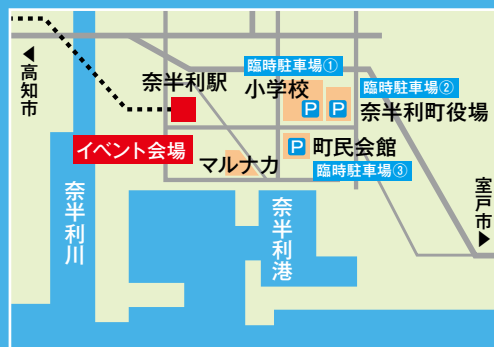 ◀高知市
奈半利駅
臨時駐車場①
小学校
P
P
臨時駐車場②
奈半利町役場
イベント会場
マルナカ
P
町民会館
臨時駐車場③
奈半利川
奈半利港
室戸市▶